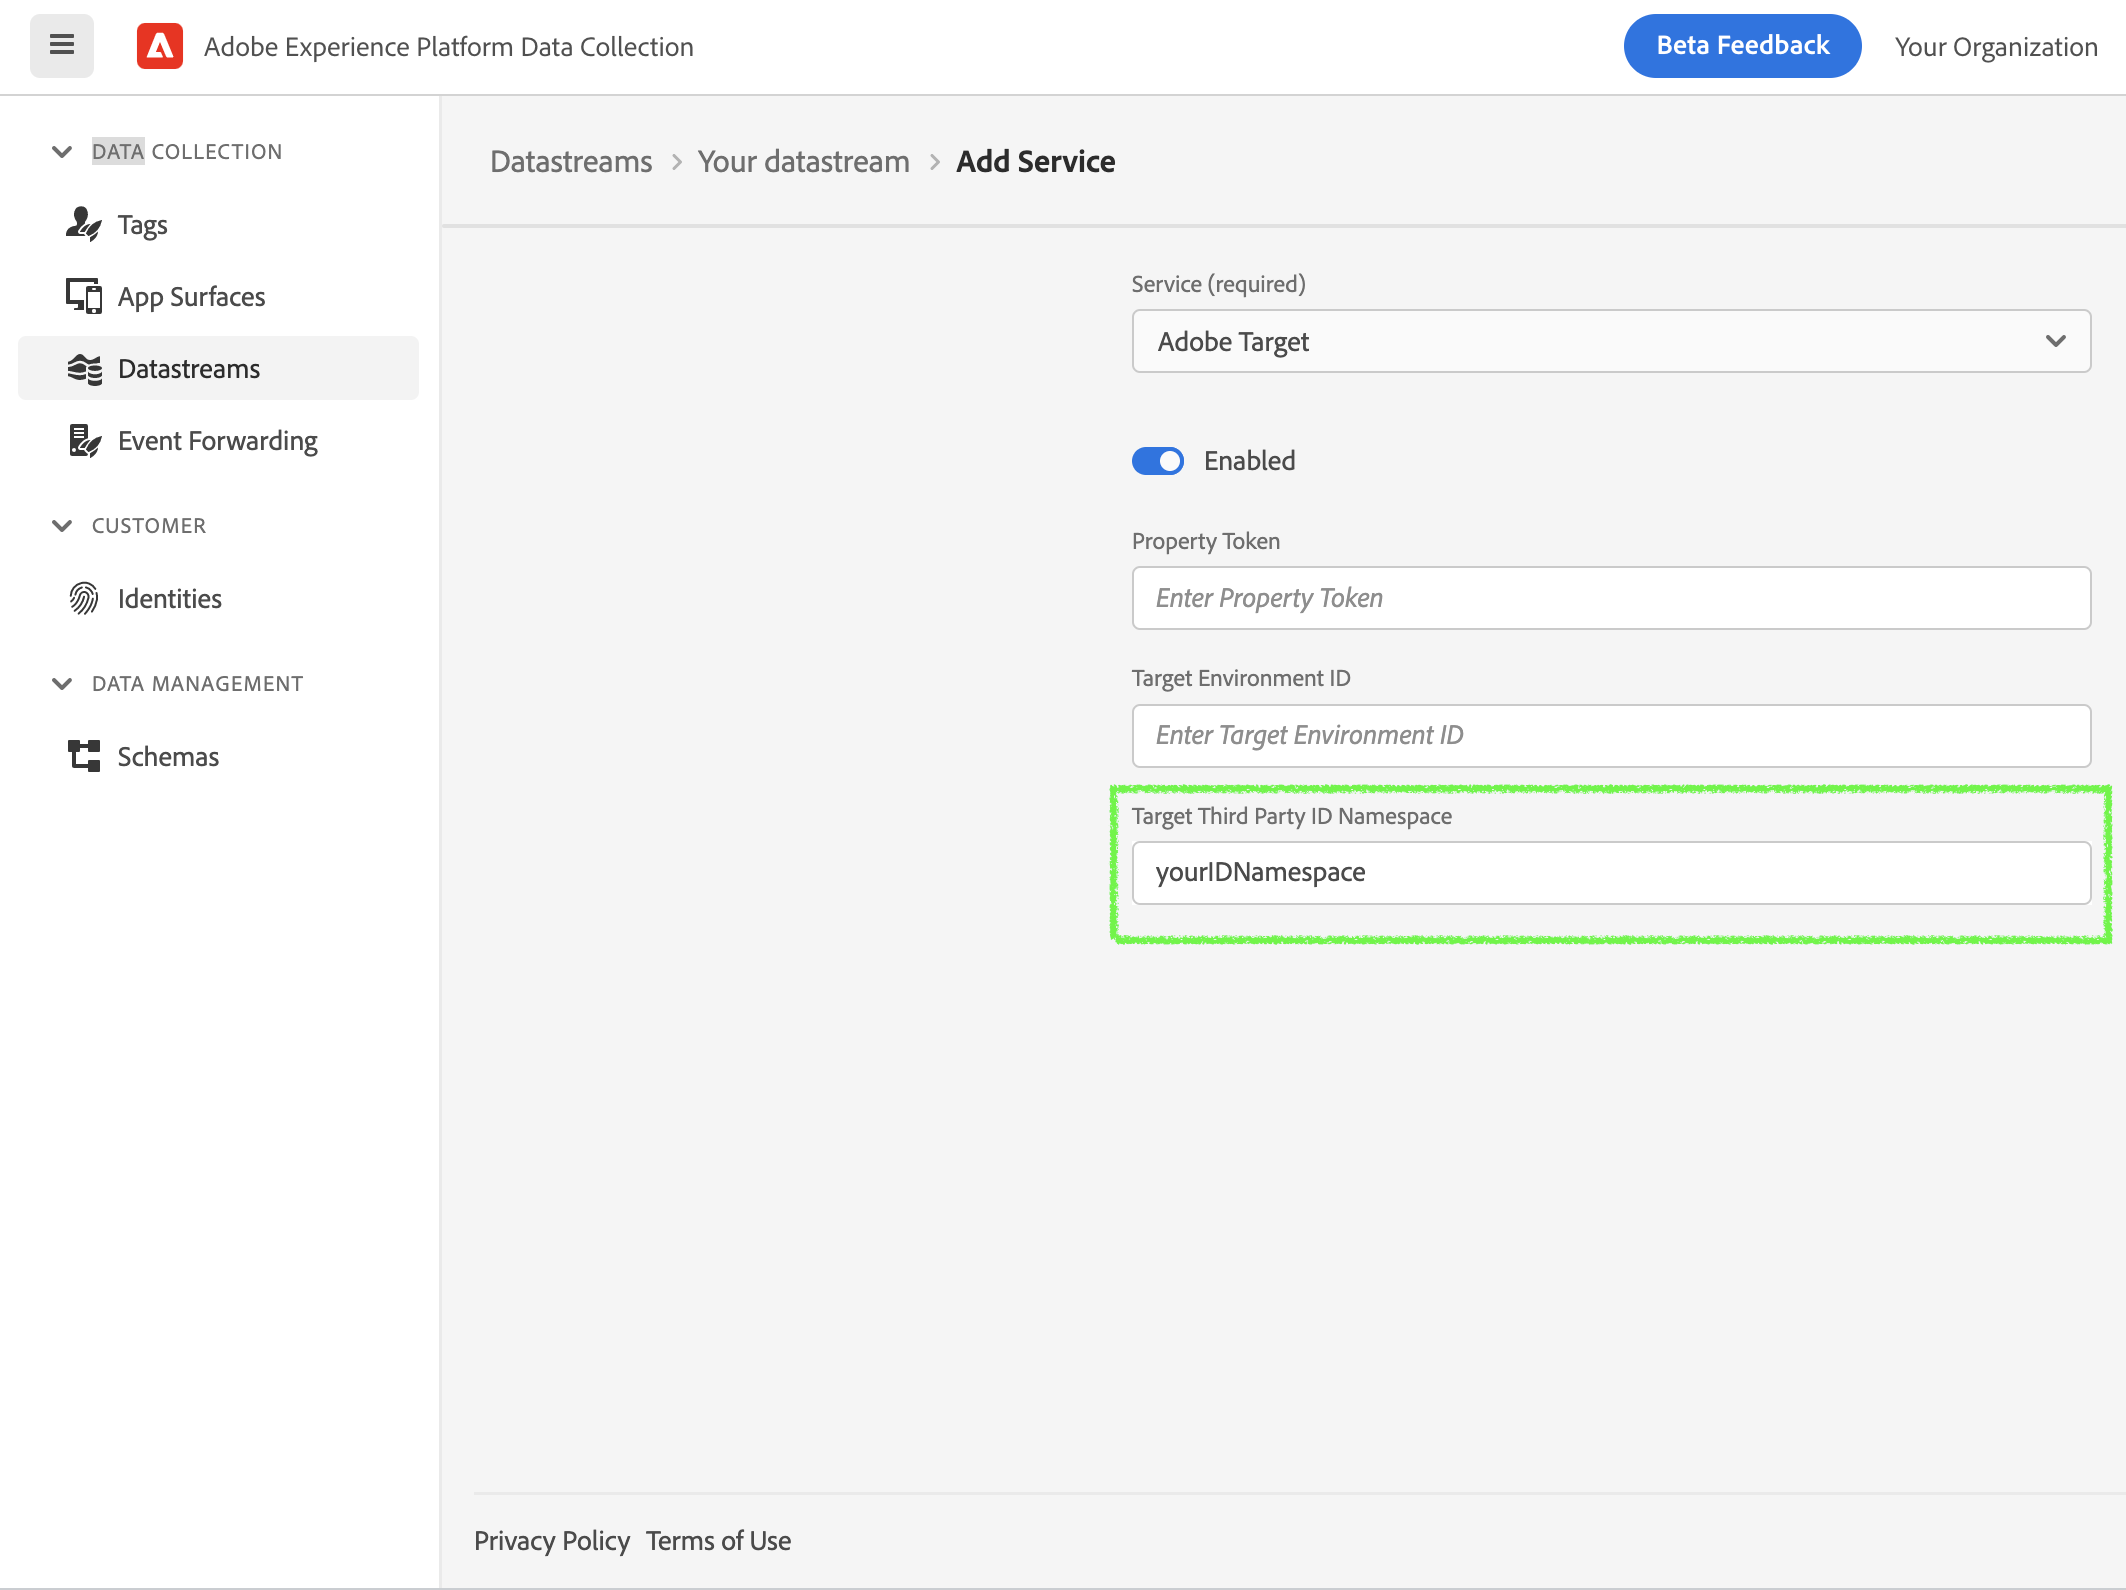 Adobe Experience Platform Data Collection
Beta Feedback
Your Organization
DATA COLLECTION
Tags
App Surfaces
Datastreams
Event Forwarding
CUSTOMER
Identities
DATA MANAGEMENT
Schemas
Datastreams > Your datastream > Add Service
Service (required)
Adobe Target
Enabled
Property Token
Enter Property Token
Target Environment ID
Enter Target Environment ID
Target Third Party ID Namespace
yourIDNamespace
Privacy Policy Terms of Use